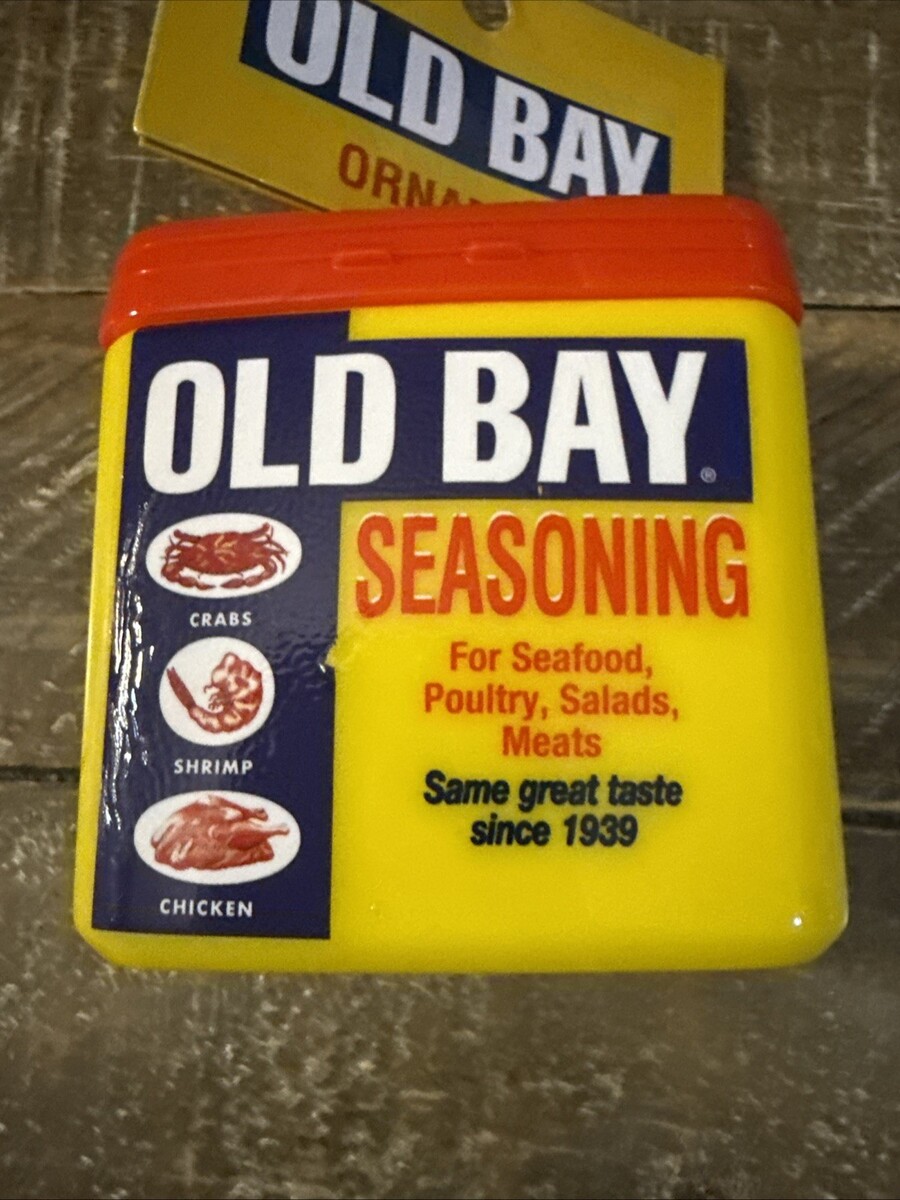 OLD BAY
OLD BAY®
SEASONING
CRABS
For Seafood,
Poultry, Salads,
Meats
SHRIMP
Same great taste
since 1939
CHICKEN